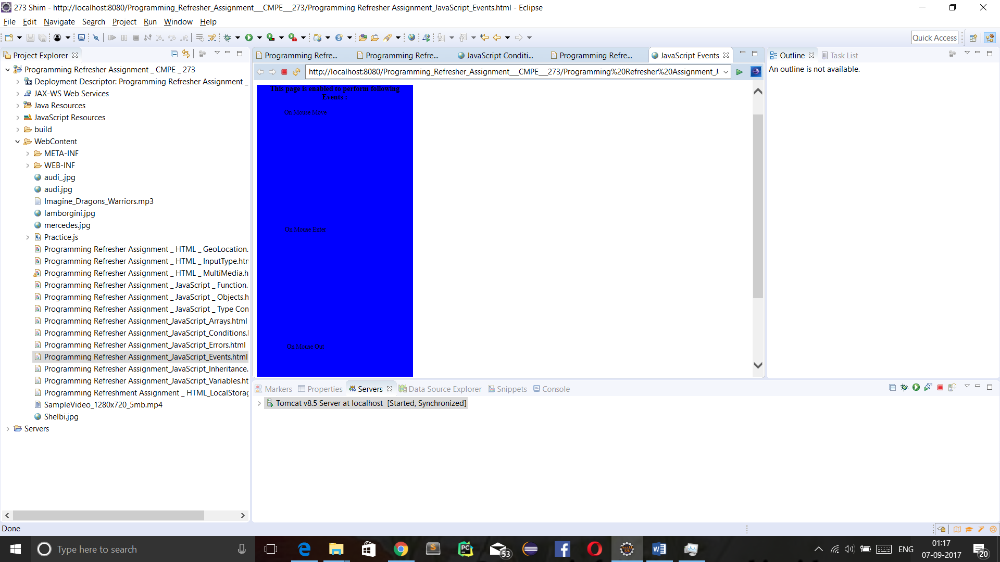 273 Shim - http://localhost:8080/Programming_Refresher_Assignment___CMPE___273/Programming Refresher Assignment_JavaScript_Events.html - Eclipse
File Edit Navigate Search Project Run Window Help
Quick Access
Project Explorer
Programming Refresher Assignment _ CMPE _ 273
Deployment Descriptor: Programming Refresher Assignment _
JAX-WS Web Services
Java Resources
JavaScript Resources
build
WebContent
META-INF
WEB-INF
audi_.jpg
audi.jpg
Imagine_Dragons_Warriors.mp3
lamborgini.jpg
mercedes.jpg
Practice.js
Programming Refresher Assignment _ HTML _ GeoLocation.
Programming Refresher Assignment _ HTML _ InputType.htm
Programming Refresher Assignment _ HTML _ MultiMedia.h
Programming Refresher Assignment _ JavaScript _ Function.
Programming Refresher Assignment _ JavaScript _ Objects.h
Programming Refresher Assignment _ JavaScript _ Type Con
Programming Refresher Assignment_JavaScript_Arrays.html
Programming Refresher Assignment_JavaScript_Conditions.
Programming Refresher Assignment_JavaScript_Errors.html
Programming Refresher Assignment_JavaScript_Events.html
Programming Refresher Assignment_JavaScript_Inheritance.
Programming Refresher Assignment_JavaScript_Variables.ht
Programming Refreshment Assignment _ HTML_LocalStorag
SampleVideo_1280x720_5mb.mp4
Shelbi.jpg
Servers
Programming Refre... Programming Refre... JavaScript Conditi... Programming Refre... JavaScript Events
http://localhost:8080/Programming_Refresher_Assignment___CMPE___273/Programming%20Refresher%20Assignment_J
This page is enabled to perform following
Events :
On Mouse Move
On Mouse Enter
On Mouse Out
Outline Task List
An outline is not available.
Markers Properties Servers Data Source Explorer Snippets Console
Tomcat v8.5 Server at localhost [Started, Synchronized]
Done
Type here to search
PC
53
ENG
01:17
07-09-2017
20